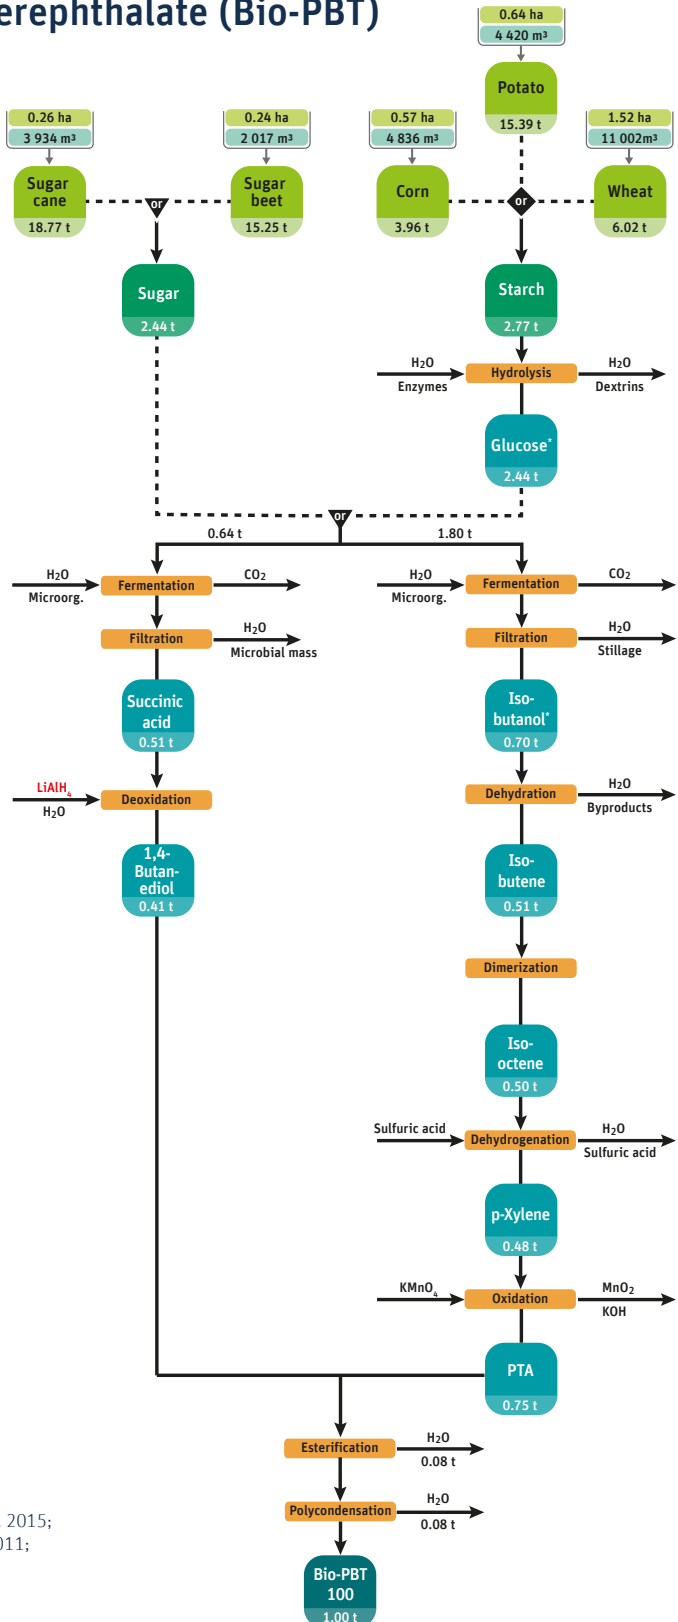 erephthalate (Bio-PBT)
0.64 ha
4 420 m³
Potato
15.39 t
0.26 ha
3 934 m³
Sugar
cane
18.77 t
or
0.24 ha
2 017 m³
Sugar
beet
15.25 t
0.57 ha
4 836 m³
Corn
3.96 t
or
1.52 ha
11 002m³
Wheat
6.02 t
Sugar
2.44 t
Starch
2.77 t
H₂O
Enzymes
Hydrolysis
H₂O
Dextrins
Glucose*
2.44 t
or
0.64 t
1.80 t
H₂O
Microorg.
Fermentation
CO₂
Filtration
H₂O
Microbial mass
Succinic
acid
0.51 t
LiAlH₄
H₂O
Deoxidation
1,4-
Butan-
ediol
0.41 t
H₂O
Microorg.
Fermentation
CO₂
Filtration
H₂O
Stillage
Iso-
butanol*
0.70 t
Dehydration
H₂O
Byproducts
Iso-
butene
0.51 t
Dimerization
Iso-
octene
0.50 t
Sulfuric acid
Dehydrogenation
H₂O
Sulfuric acid
p-Xylene
0.48 t
KMnO₄
Oxidation
MnO₂
KOH
PTA
0.75 t
Esterification
H₂O
0.08 t
Polycondensation
H₂O
0.08 t
Bio-PBT
100
1.00 t
2015;
011;